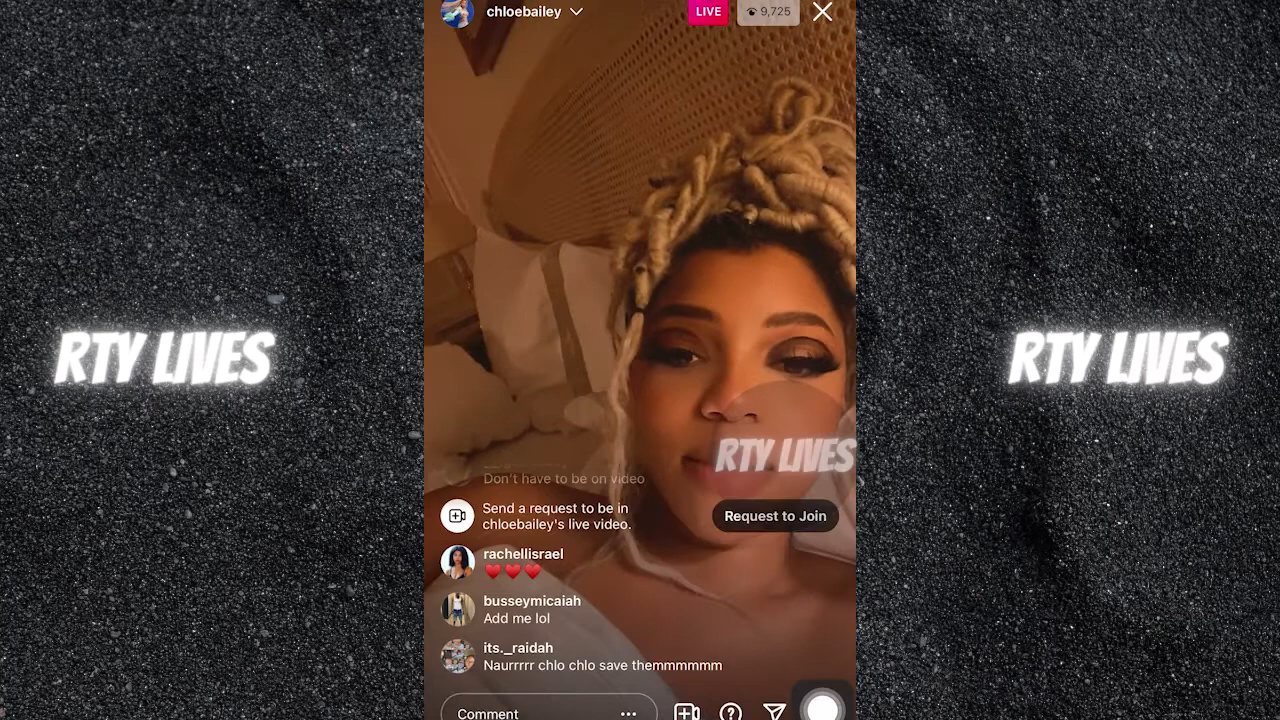 chloebailey
LIVE
9,725
RTY LIVES
RTY LIVES
RTY LIVES
Don't have to be on video
Send a request to be in
chloebailey's live video.
Request to Join
rachellisrael
busseymicaiah
Add me lol
its._raidah
Naurrrrr chlo chlo save themmmmmm
Comment